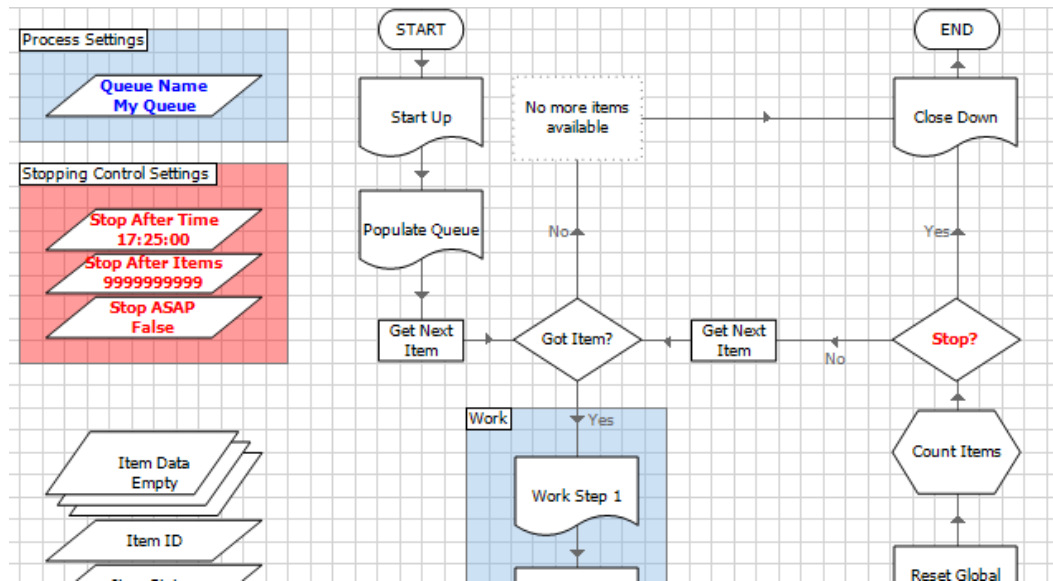 Process Settings
Queue Name
My Queue
Stopping Control Settings
Stop After Time
17:25:00
Stop After Items
9999999999
Stop ASAP
False
Item Data
Empty
Item ID
START
Start Up
Populate Queue
Get Next
Item
No more items
available
No
Got Item?
Yes
Work
Work Step 1
Get Next
Item
No
END
Close Down
Yes
Stop?
Count Items
Reset Global